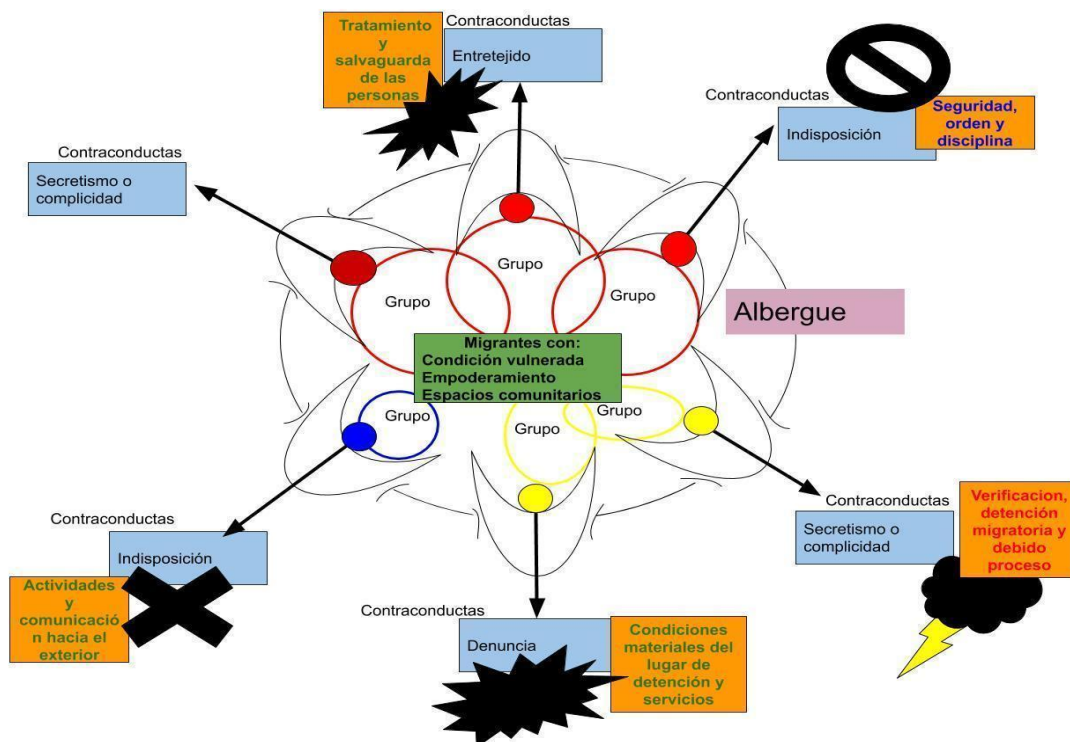 Contraconductas
Tratamiento
y
salvaguarda
de las
personas
Entretejido
Contraconductas
Indisposición
Seguridad,
orden y
disciplina
Contraconductas
Secretismo o
complicidad
Grupo
Grupo
Grupo
Albergue
Migrantes con:
Condición vulnerada
Empoderamiento
Espacios comunitarios
Grupo
Grupo
Grupo
Contraconductas
Secretismo o
complicidad
Verificacion,
detención
migratoria y
debido
proceso
Contraconductas
Indisposición
Actividades
y
comunicació
n hacia el
exterior
Contraconductas
Denuncia
Condiciones
materiales del
lugar de
detención y
servicios